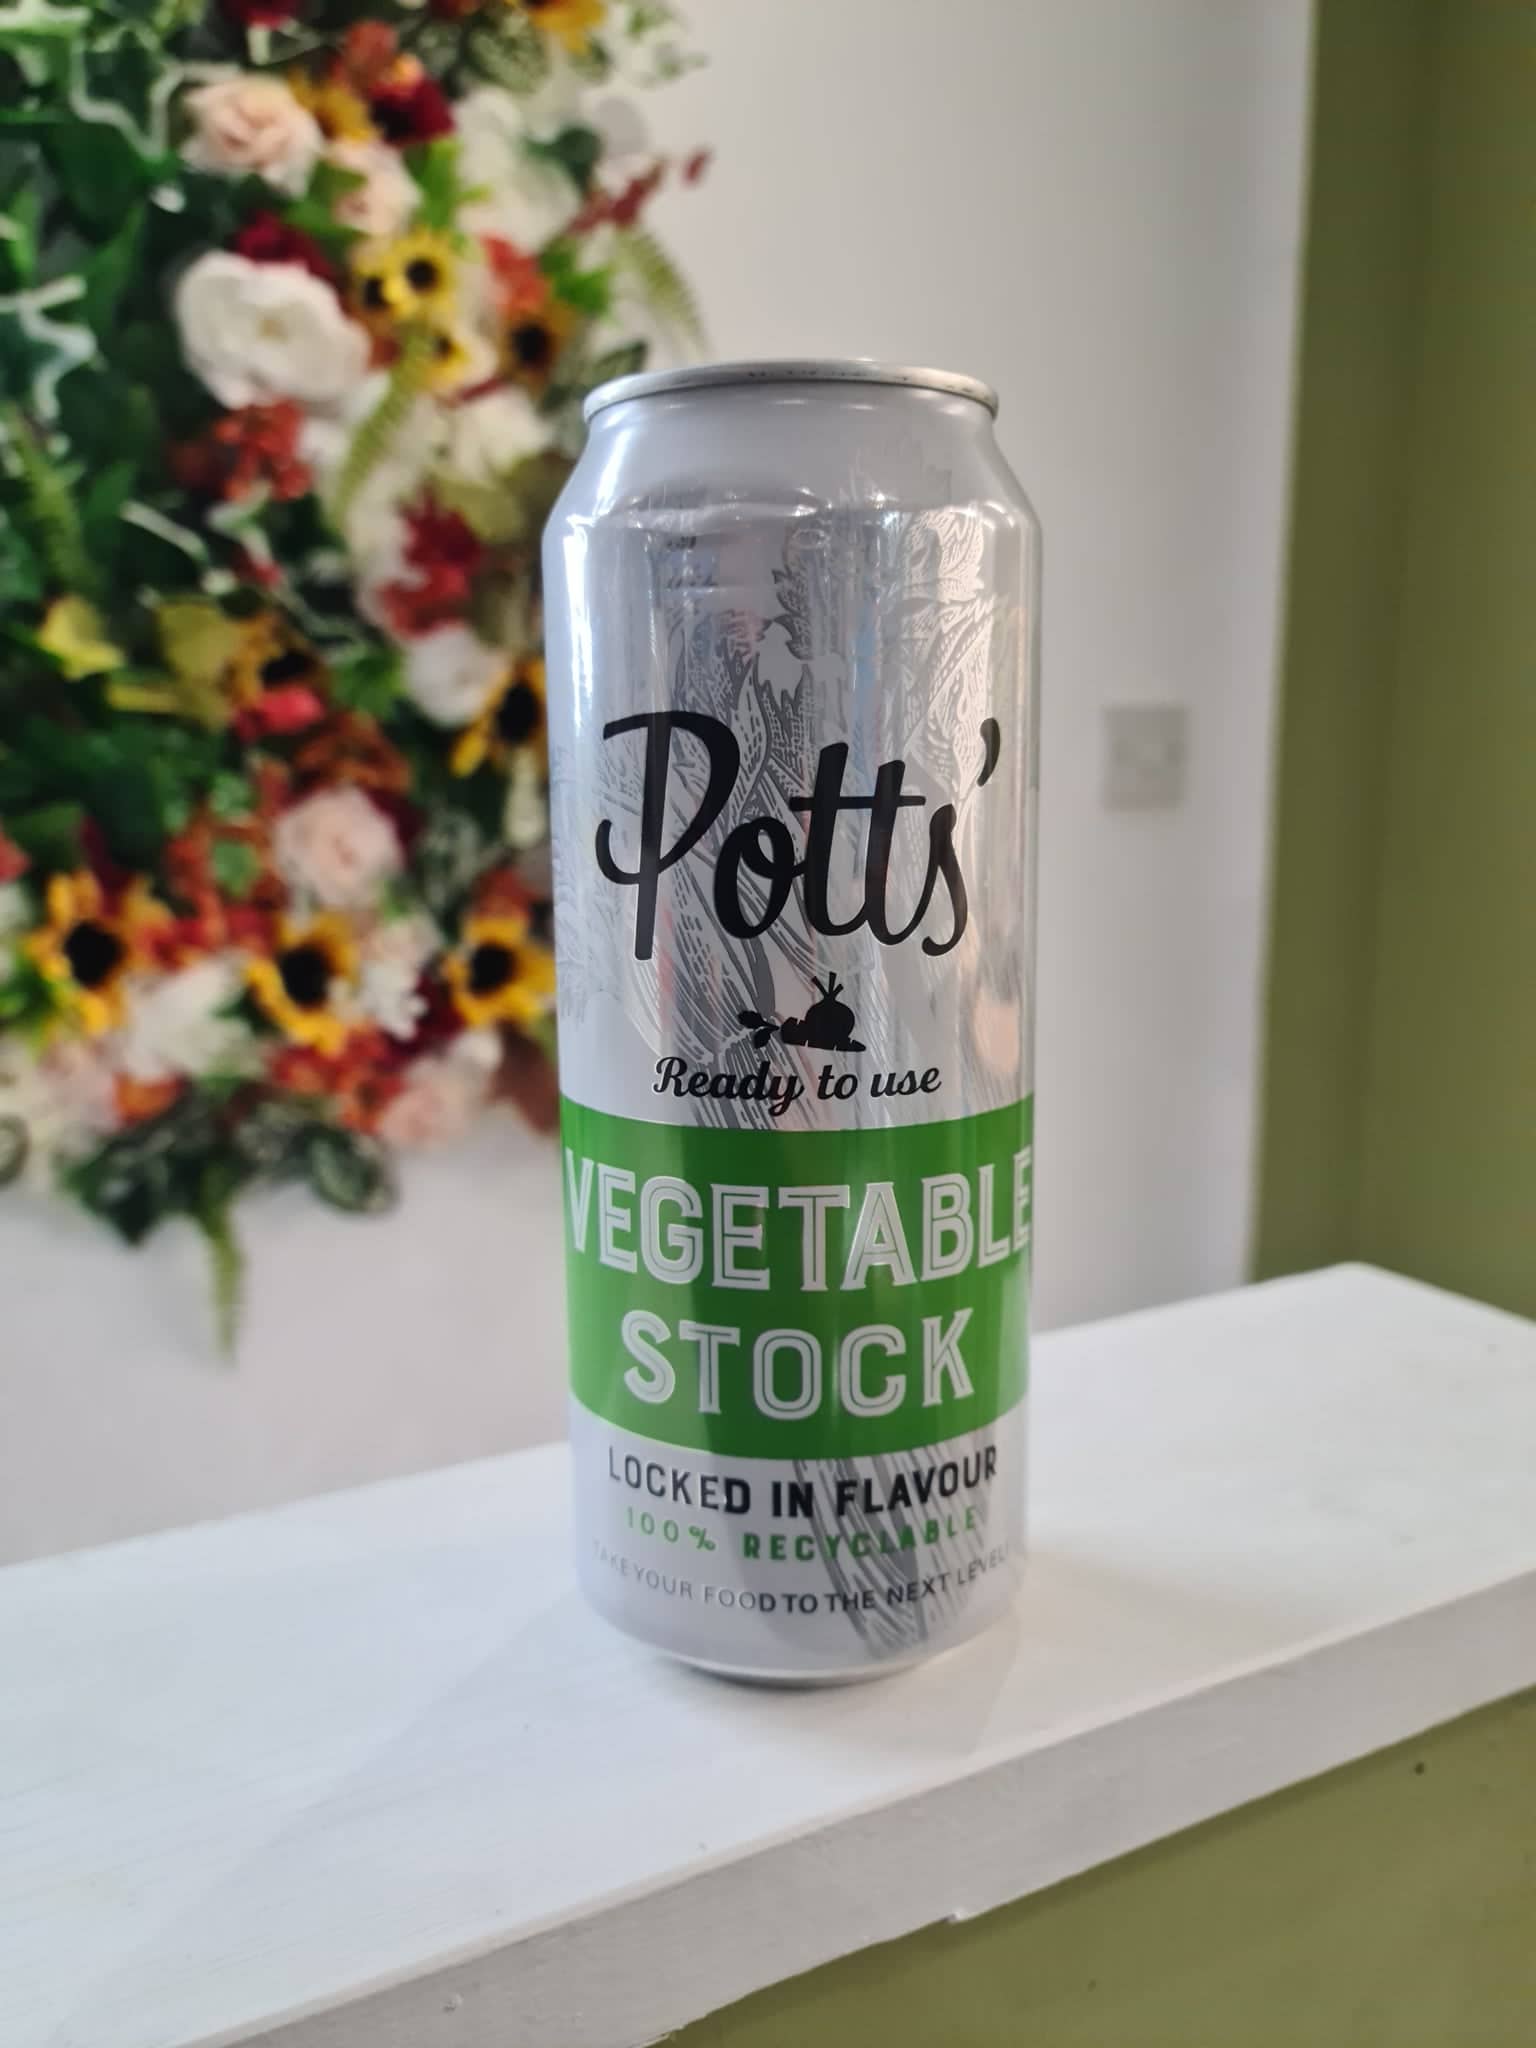 Potts'
Ready to use
VEGETABLE
STOCK
LOCKED IN FLAVOUR
100% RECYCLABLE
TAKE YOUR FOOD TO THE NEXT LEVEL!